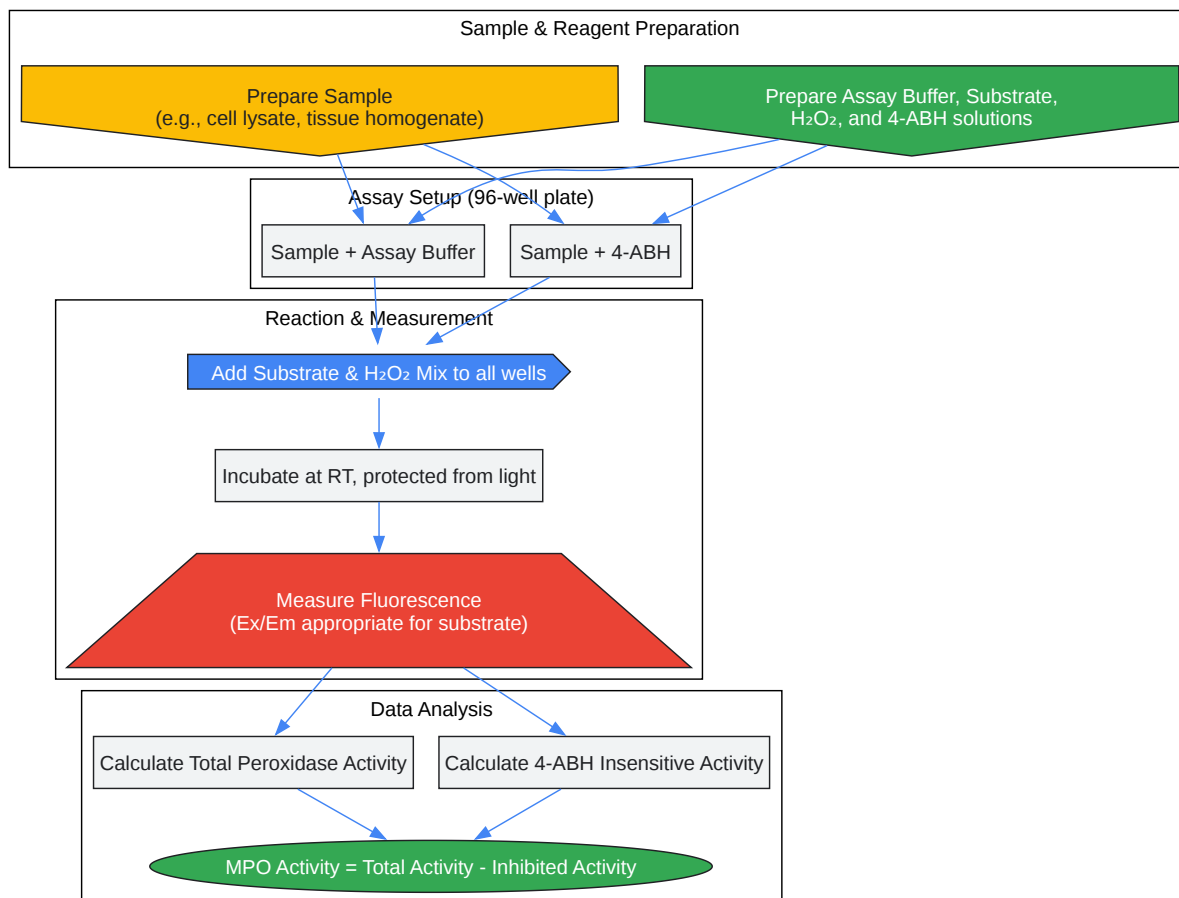 Sample & Reagent Preparation
Prepare Sample
(e.g., cell lysate, tissue homogenate)
Prepare Assay Buffer, Substrate,
H₂O₂, and 4-ABH solutions
Assay Setup (96-well plate)
Sample + Assay Buffer
Sample + 4-ABH
Reaction & Measurement
Add Substrate & H₂O₂ Mix to all wells
Incubate at RT, protected from light
Measure Fluorescence
(Ex/Em appropriate for substrate)
Data Analysis
Calculate Total Peroxidase Activity
Calculate 4-ABH Insensitive Activity
MPO Activity = Total Activity - Inhibited Activity